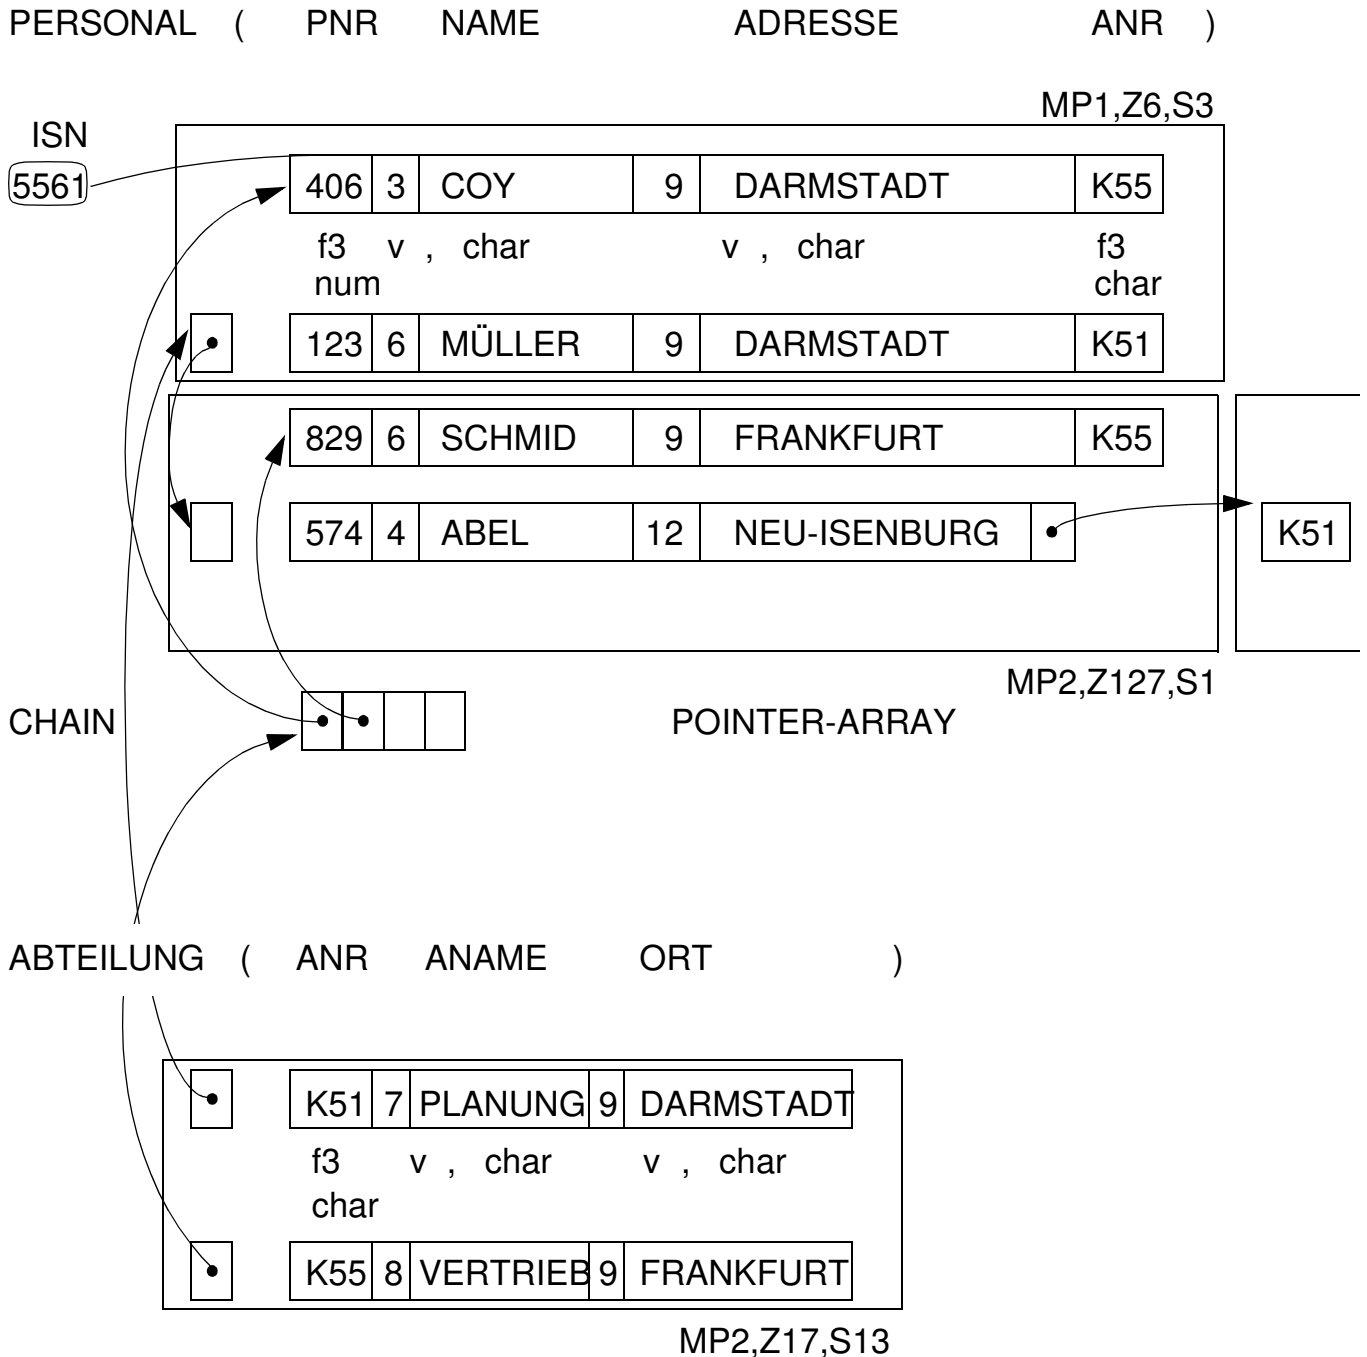 PERSONAL ( PNR NAME ADRESSE ANR )
MP1,Z6,S3
ISN
5561
406 3 COY 9 DARMSTADT K55
f3 v , char v , char f3
num char
123 6 MÜLLER 9 DARMSTADT K51
829 6 SCHMID 9 FRANKFURT K55
574 4 ABEL 12 NEU-ISENBURG K51
MP2,Z127,S1
CHAIN POINTER-ARRAY
ABTEILUNG ( ANR ANAME ORT )
K51 7 PLANUNG 9 DARMSTADT
f3 v , char v , char
char
K55 8 VERTRIEB 9 FRANKFURT
MP2,Z17,S13